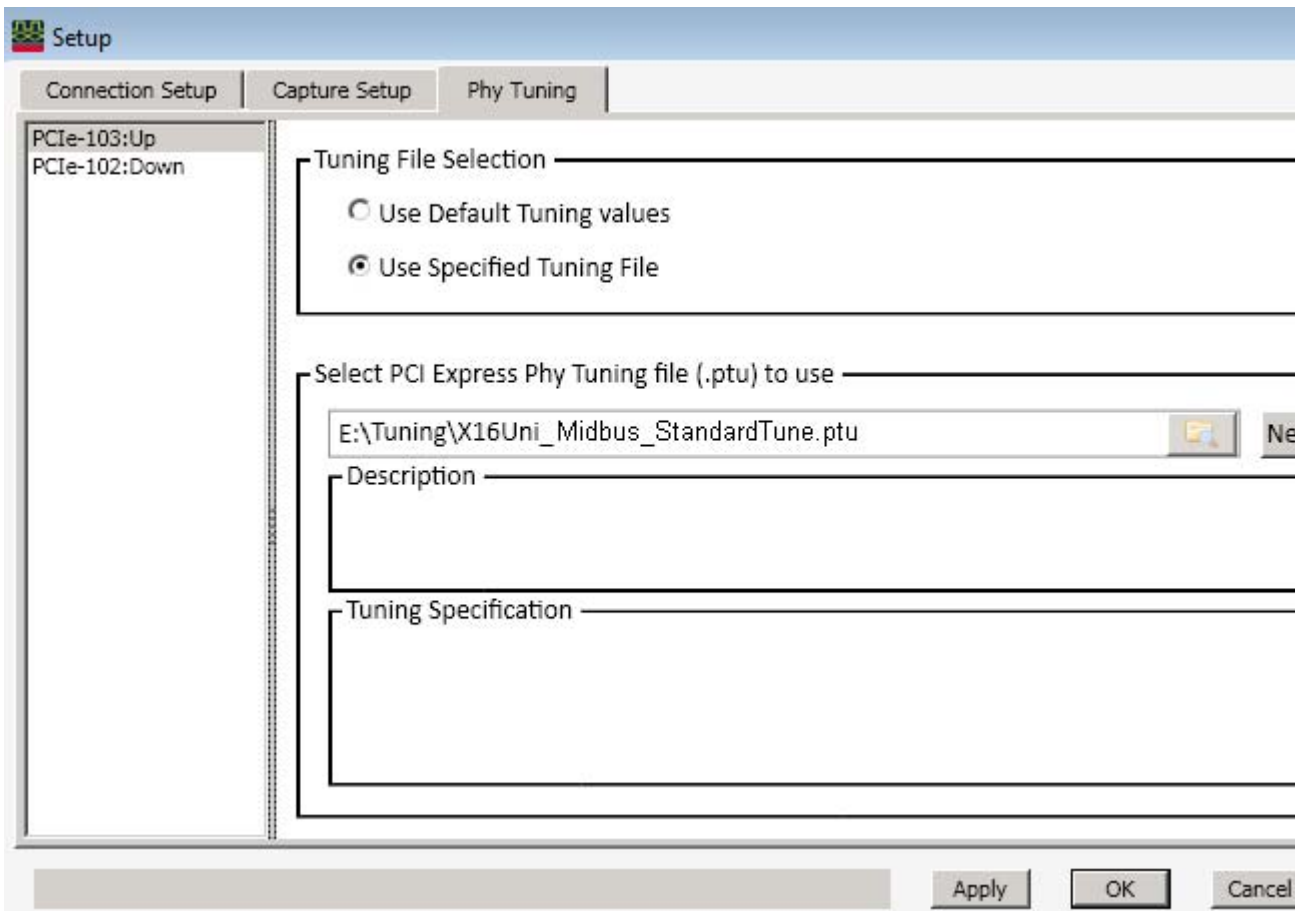 Setup
Connection Setup
Capture Setup
Phy Tuning
PCIe-103:Up
PCIe-102:Down
Tuning File Selection
Use Default Tuning values
Use Specified Tuning File
Select PCI Express Phy Tuning file (.ptu) to use
E:\Tuning\X16Uni_Midbus_StandardTune.ptu
Ne
Description
Tuning Specification
Apply
OK
Cancel